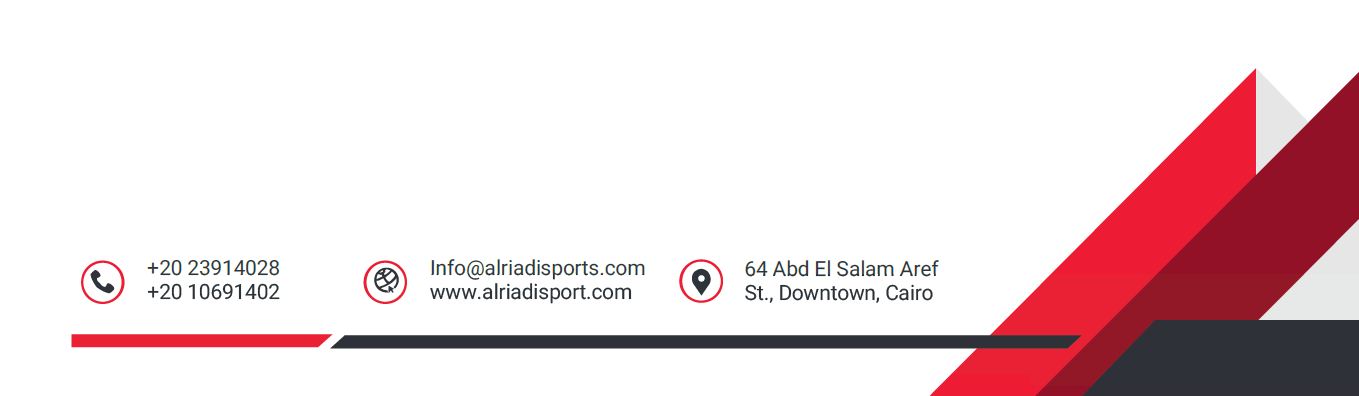 +20 23914028
+20 10691402
Info@alriadisports.com
www.alriadisport.com
64 Abd El Salam Aref
St., Downtown, Cairo